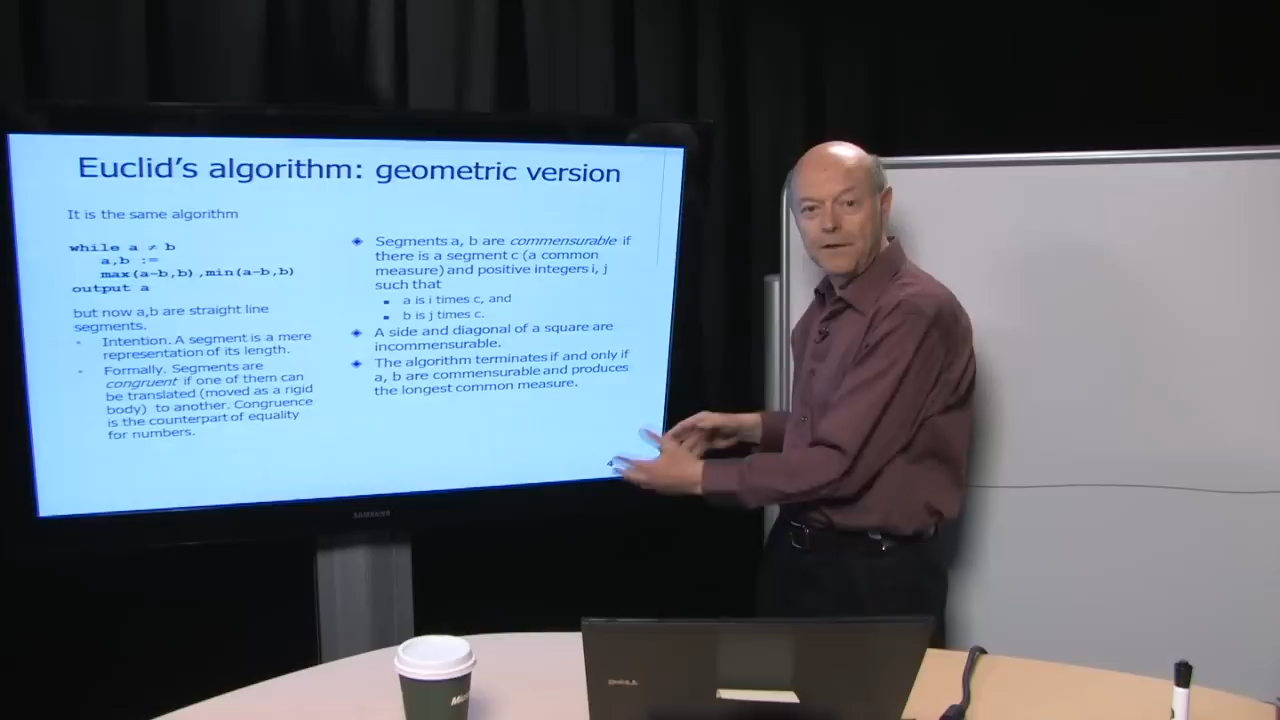 Euclid's algorithm: geometric version
It is the same algorithm
while a ≠ b
a,b :=
max(a-b,b),min(a-b,b)
output a
but now a,b are straight line
segments.
Intention. A segment is a mere
representation of its length.
Formally. Segments are
congruent if one of them can
be translated (moved as a rigid
body) to another. Congruence
is the counterpart of equality
for numbers.
Segments a, b are commensurable if
there is a segment c (a common
measure) and positive integers i, j
such that
a is i times c, and
b is j times c.
A side and diagonal of a square are
incommensurable.
The algorithm terminates if and only if
a, b are commensurable and produces
the longest common measure.
4
SAMSUNG
DELL